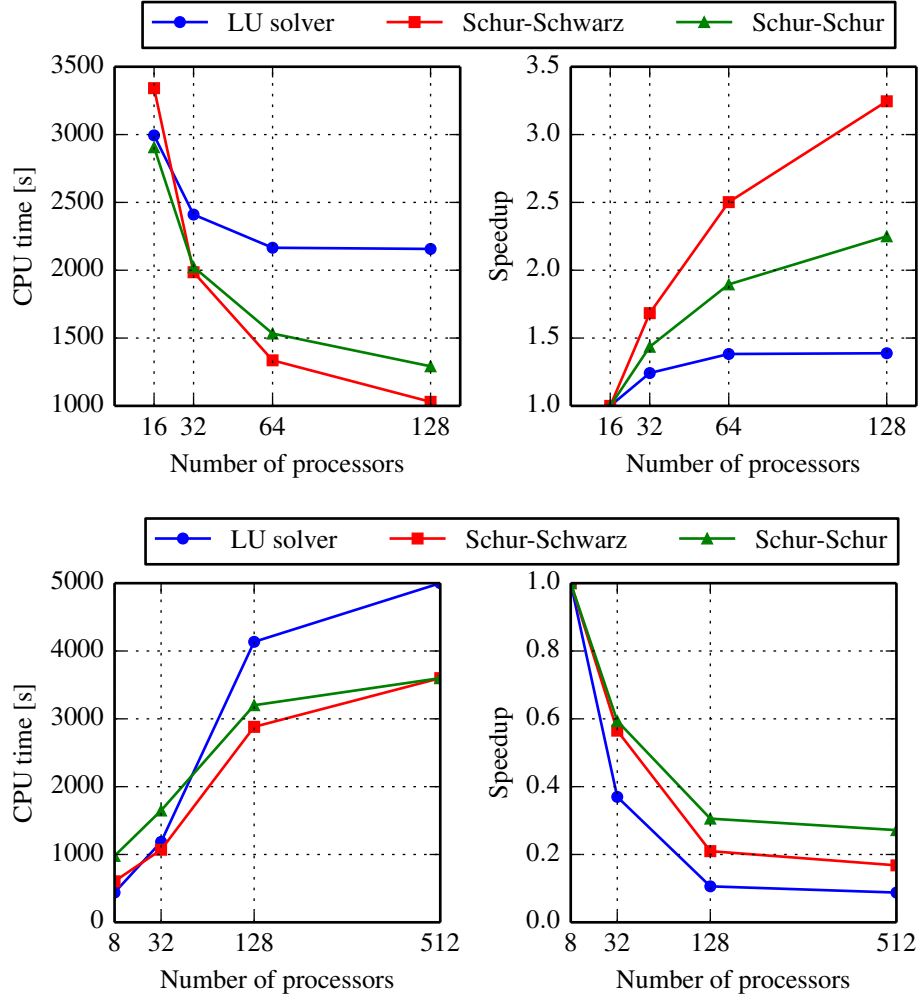 LU solver Schur-Schwarz Schur-Schur
3500
3000
2500
2000
1500
1000
CPU time [s]
16 32 64 128
Number of processors
3.5
3.0
2.5
2.0
1.5
1.0
Speedup
16 32 64 128
Number of processors
LU solver Schur-Schwarz Schur-Schur
5000
4000
3000
2000
1000
0
CPU time [s]
8 32 128 512
Number of processors
1.0
0.8
0.6
0.4
0.2
0.0
Speedup
8 32 128 512
Number of processors